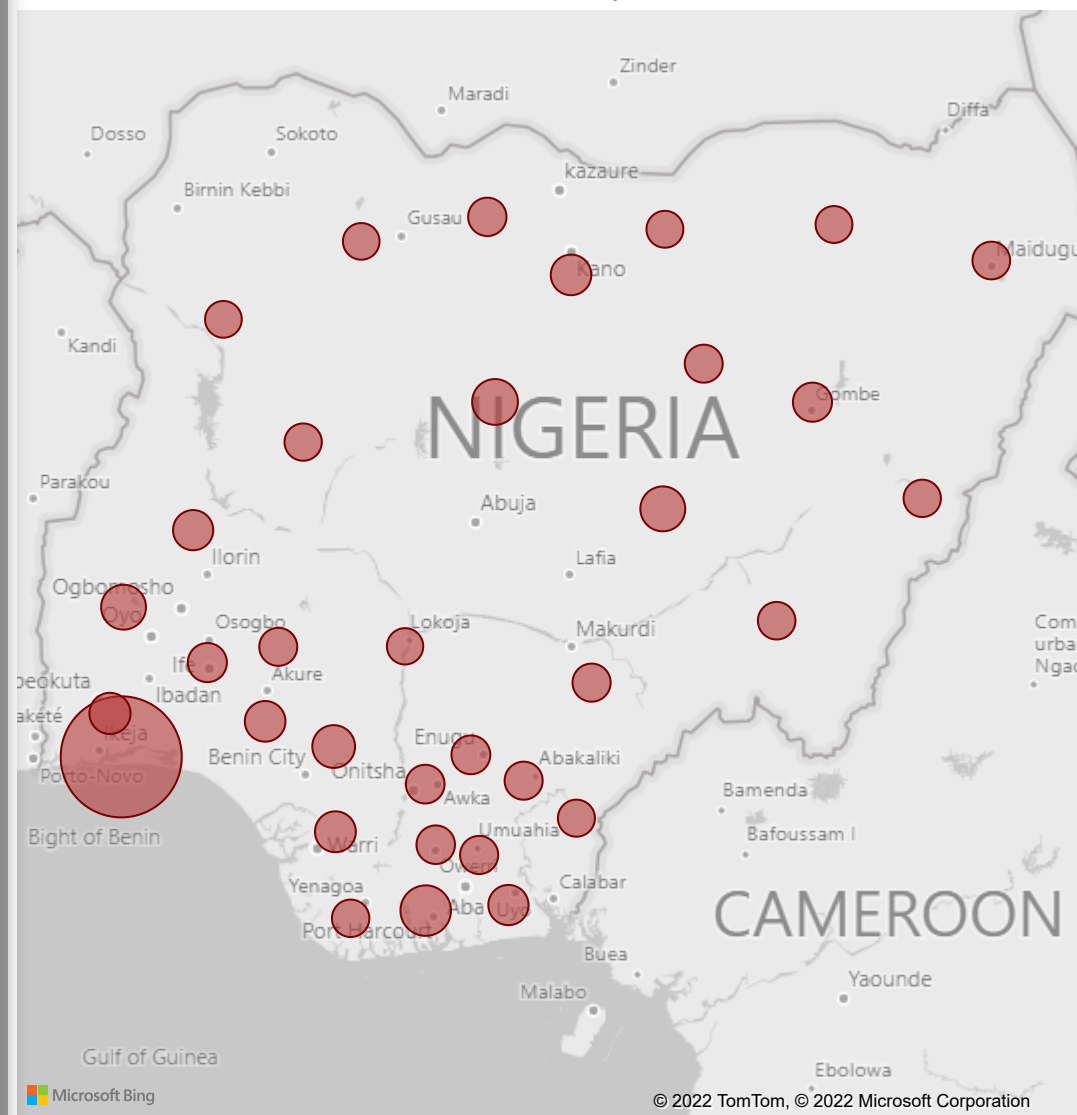 Zinder
Maradi
Diffa
Dosso
Sokoto
kazaure
Birnin Kebbi
Gusau
Maidugu
Kano
Kandi
Gombe
NIGERIA
Parakou
Abuja
Ilorin
Lafia
Ogbomosho
Oyo
Osogbo
Lokoja
Makurdi
Com
urba
Ngao
Ife
Akure
beokuta
Ibadan
akété
Ikeja
Enugu
Benin City
Abakaliki
Onitsha
Porto-Novo
Awka
Bamenda
Umuahia
Bight of Benin
Bafoussam I
Warri
Owerri
Yenagoa
Calabar
Aba
Uyo
CAMEROON
Port Harcourt
Buea
Yaounde
Malabo
Gulf of Guinea
Ebolowa
Microsoft Bing
© 2022 TomTom, © 2022 Microsoft Corporation